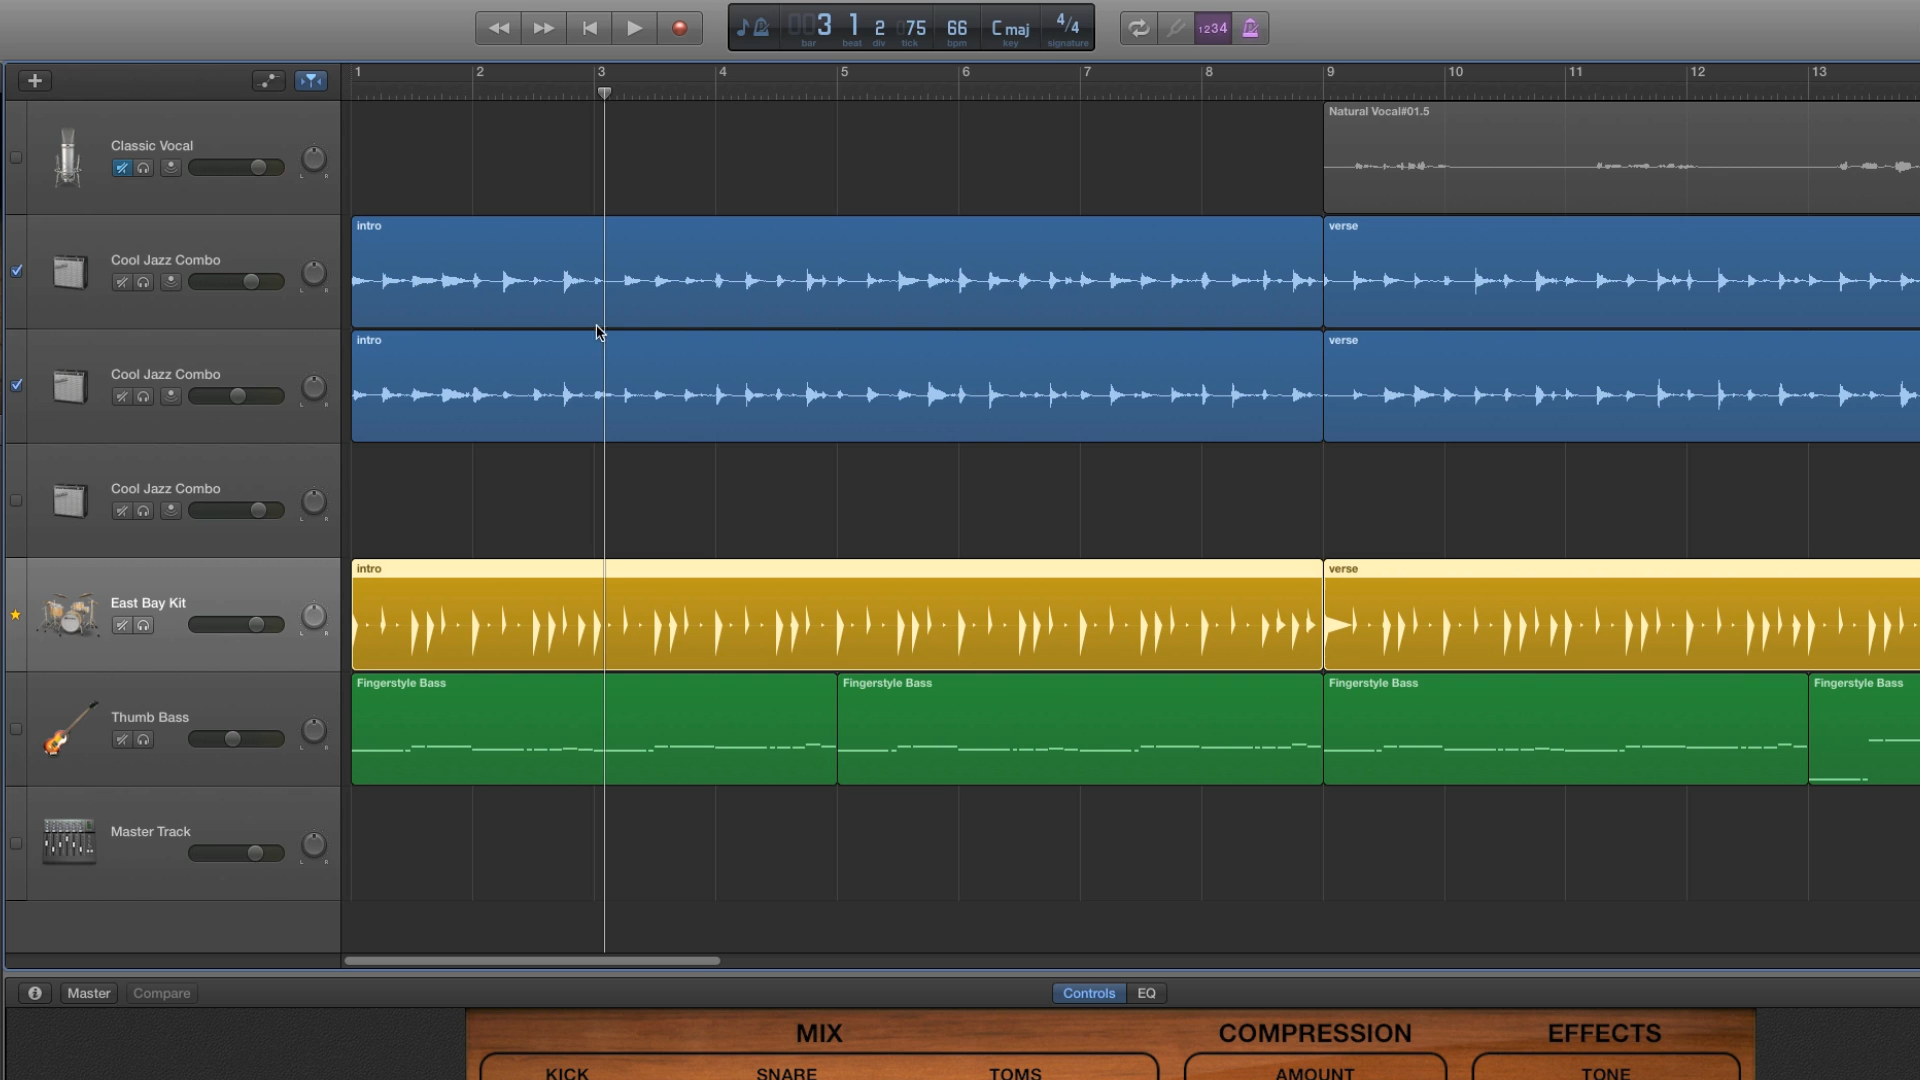 3 1 2 75 66 C maj 4/4
bar beat div tick bpm key signature
1234
1 2 3 4 5 6 7 8 9 10 11 12 13
Natural Vocal#01.5
Classic Vocal
L R
intro verse
Cool Jazz Combo
L R
intro verse
Cool Jazz Combo
L R
Cool Jazz Combo
L R
intro verse
East Bay Kit
L R
Fingerstyle Bass Fingerstyle Bass Fingerstyle Bass Fingerstyle Bass
Thumb Bass
L R
Master Track
L R
Master Compare Controls EQ
MIX COMPRESSION EFFECTS
KICK SNARE TOMS AMOUNT TONE